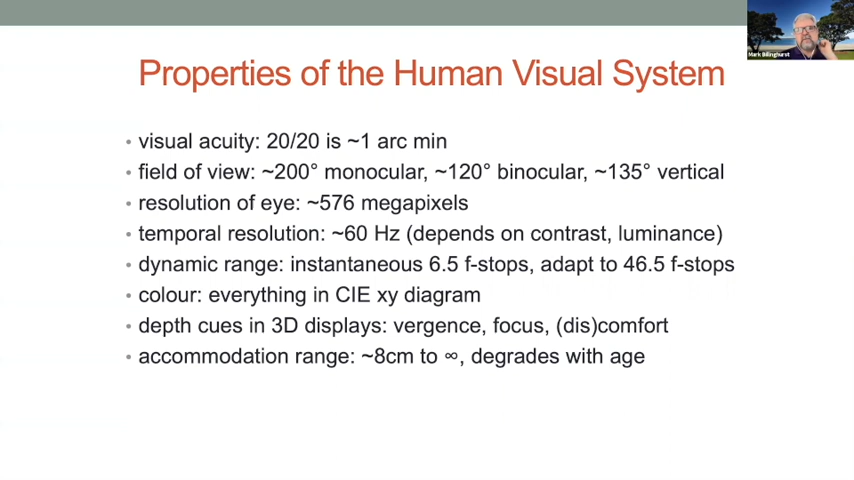 Mark Billinghurst
Properties of the Human Visual System
• visual acuity: 20/20 is ~1 arc min
• field of view: ~200° monocular, ~120° binocular, ~135° vertical
• resolution of eye: ~576 megapixels
• temporal resolution: ~60 Hz (depends on contrast, luminance)
• dynamic range: instantaneous 6.5 f-stops, adapt to 46.5 f-stops
• colour: everything in CIE xy diagram
• depth cues in 3D displays: vergence, focus, (dis)comfort
• accommodation range: ~8cm to ∞, degrades with age